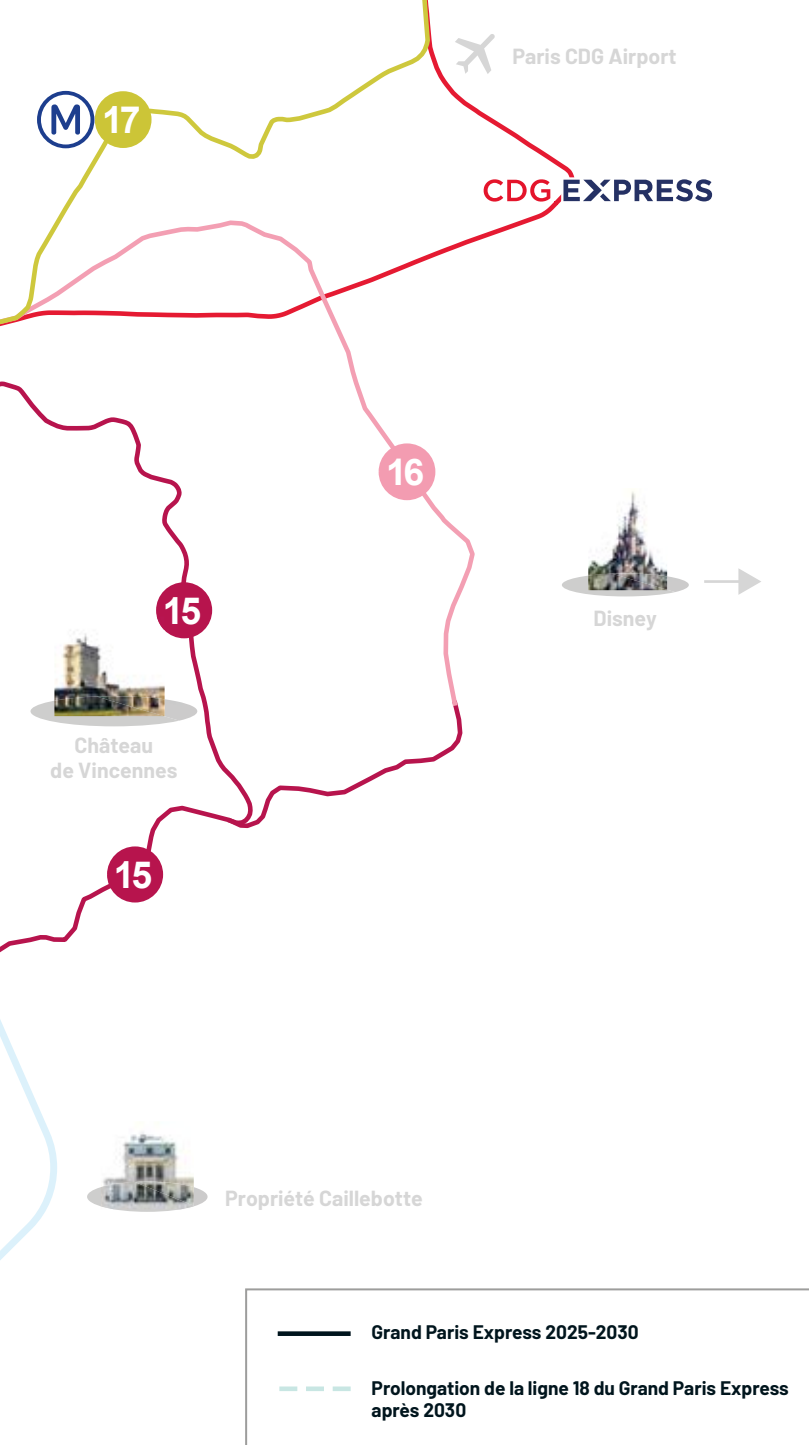 Paris CDG Airport
M 17
CDG EXPRESS
16
Disney
15
Château
de Vincennes
15
Propriété Caillebotte
Grand Paris Express 2025-2030
Prolongation de la ligne 18 du Grand Paris Express
après 2030